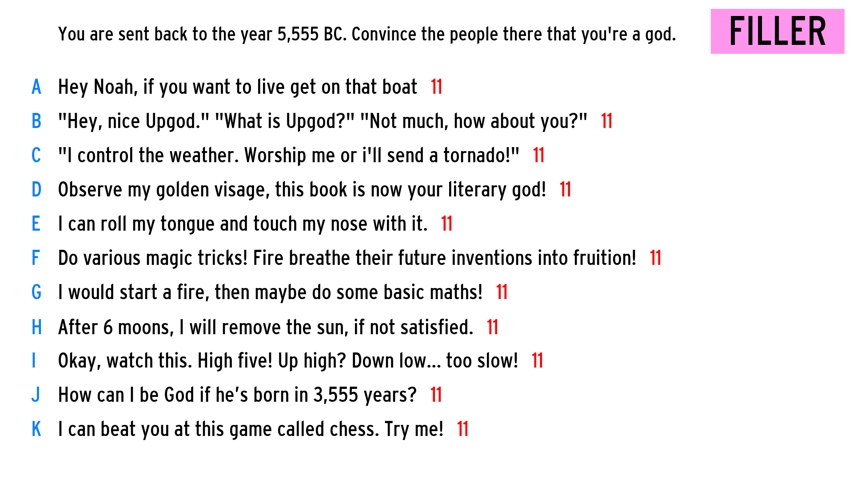 You are sent back to the year 5,555 BC. Convince the people there that you're a god.
FILLER
A Hey Noah, if you want to live get on that boat 11
B "Hey, nice Upgod." "What is Upgod?" "Not much, how about you?" 11
C "I control the weather. Worship me or i'll send a tornado!" 11
D Observe my golden visage, this book is now your literary god! 11
E I can roll my tongue and touch my nose with it. 11
F Do various magic tricks! Fire breathe their future inventions into fruition! 11
G I would start a fire, then maybe do some basic maths! 11
H After 6 moons, I will remove the sun, if not satisfied. 11
I Okay, watch this. High five! Up high? Down low... too slow! 11
J How can I be God if he’s born in 3,555 years? 11
K I can beat you at this game called chess. Try me! 11